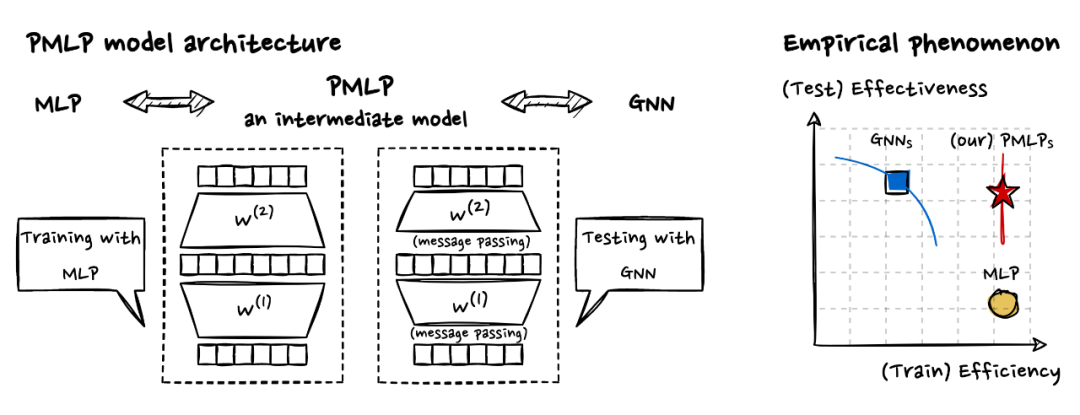 PMLP model architecture
MLP
PMLP
an intermediate model
GNN
Training with
MLP
W(2)
W(1)
W(2)
(message passing)
W(1)
(message passing)
Testing with
GNN
Empirical phenomenon
(Test) Effectiveness
GNNs
(our) PMLPs
MLP
(Train) Efficiency